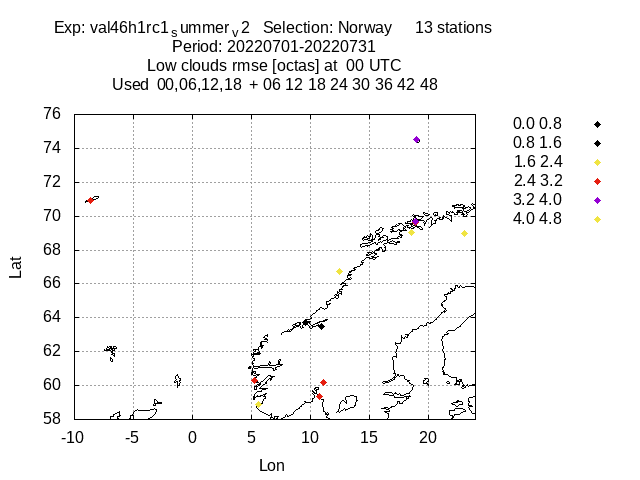 Exp: val46h1rc1summerv2 Selection: Norway 13 stations
Period: 20220701-20220731
Low clouds rmse [octas] at 00 UTC
Used 00,06,12,18 + 06 12 18 24 30 36 42 48
76
74
72
70
68
66
64
62
60
58
Lat
-10 -5 0 5 10 15 20
Lon
0.0 0.8
0.8 1.6
1.6 2.4
2.4 3.2
3.2 4.0
4.0 4.8